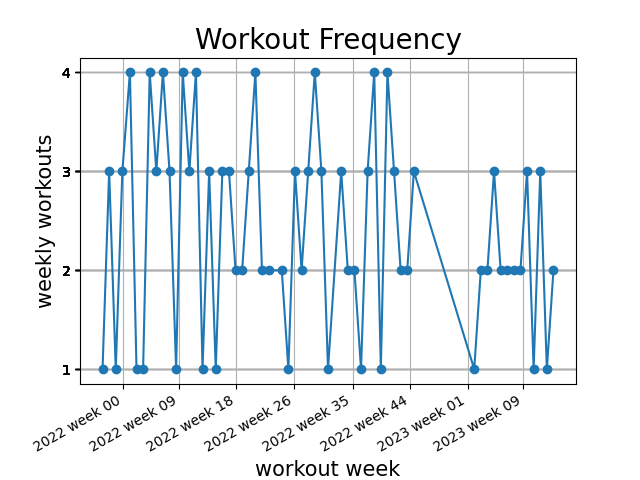 Workout Frequency
weekly workouts
4
3
2
1
2022 week 00
2022 week 09
2022 week 18
2022 week 26
2022 week 35
2022 week 44
2023 week 01
2023 week 09
workout week